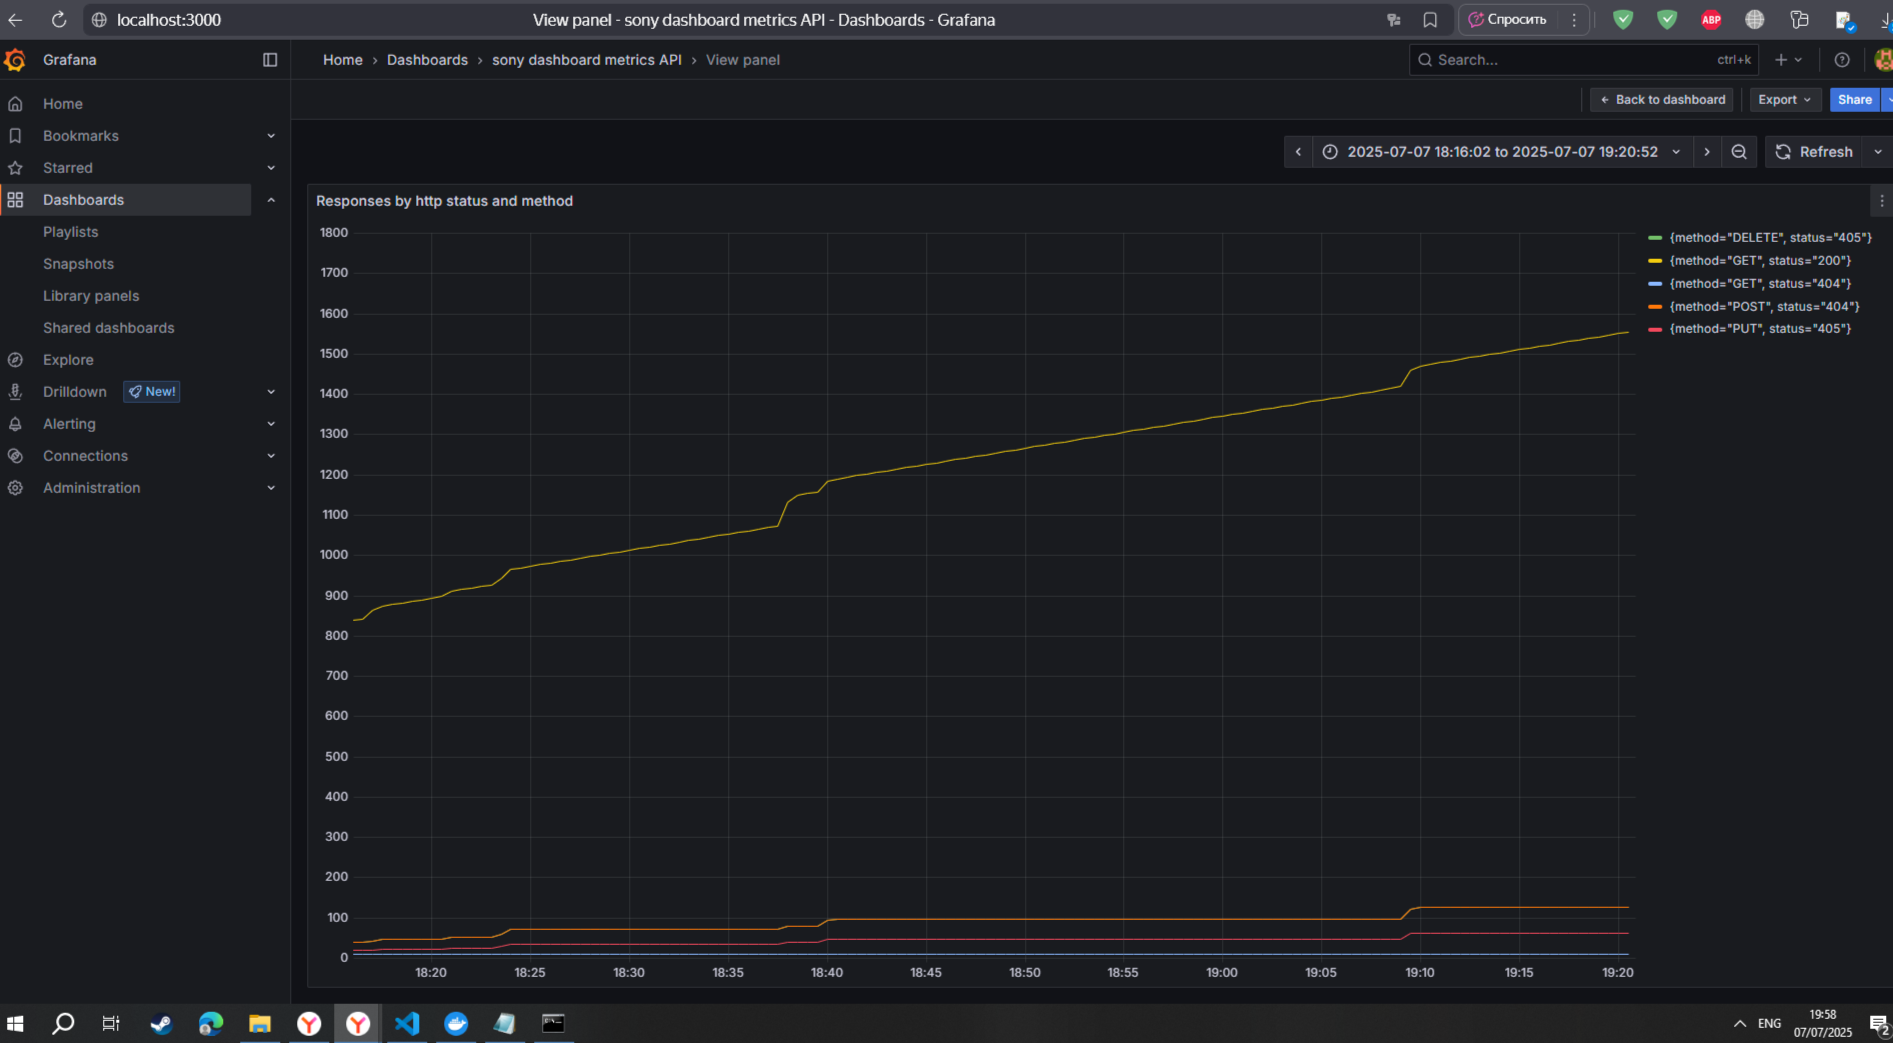 localhost:3000
View panel - sony dashboard metrics API - Dashboards - Grafana
Спросить
ABP
Grafana
Home › Dashboards › sony dashboard metrics API › View panel
Search...
ctrl+k
Back to dashboard
Export
Share
Home
Bookmarks
Starred
Dashboards
Playlists
Snapshots
Library panels
Shared dashboards
Explore
Drilldown
New!
Alerting
Connections
Administration
2025-07-07 18:16:02 to 2025-07-07 19:20:52
Refresh
Responses by http status and method
1800
1700
1600
1500
1400
1300
1200
1100
1000
900
800
700
600
500
400
300
200
100
0
18:20 18:25 18:30 18:35 18:40 18:45 18:50 18:55 19:00 19:05 19:10 19:15 19:20
{method="DELETE", status="405"}
{method="GET", status="200"}
{method="GET", status="404"}
{method="POST", status="404"}
{method="PUT", status="405"}
ENG
19:58
07/07/2025
2